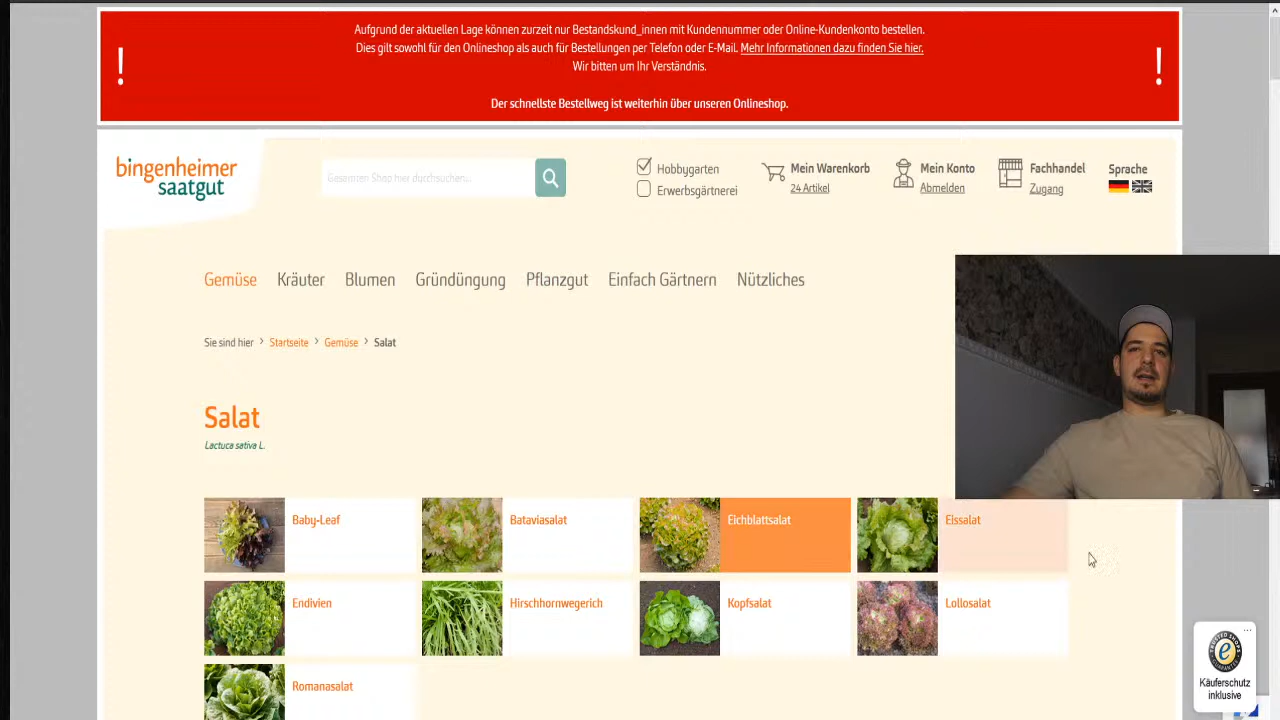 Aufgrund der aktuellen Lage können zurzeit nur Bestandskund_innen mit Kundennummer oder Online-Kundenkonto bestellen.
Dies gilt sowohl für den Onlineshop als auch für Bestellungen per Telefon oder E-Mail. Mehr Informationen dazu finden Sie hier.
Wir bitten um Ihr Verständnis.
!
!
Der schnellste Bestellweg ist weiterhin über unseren Onlineshop.
bingenheimer
saatgut
Gesamten Shop hier durchsuchen...
Hobbygarten
Erwerbsgärtnerei
Mein Warenkorb
24 Artikel
Mein Konto
Abmelden
Fachhandel
Zugang
Sprache
Gemüse Kräuter Blumen Gründüngung Pflanzgut Einfach Gärtnern Nützliches
Sie sind hier > Startseite > Gemüse > Salat
Salat
Lactuca sativa L.
Baby-Leaf
Bataviasalat
Eichblattsalat
Eissalat
Endivien
Hirschhornwegerich
Kopfsalat
Lollosalat
Romanasalat
e
Käuferschutz
inklusive